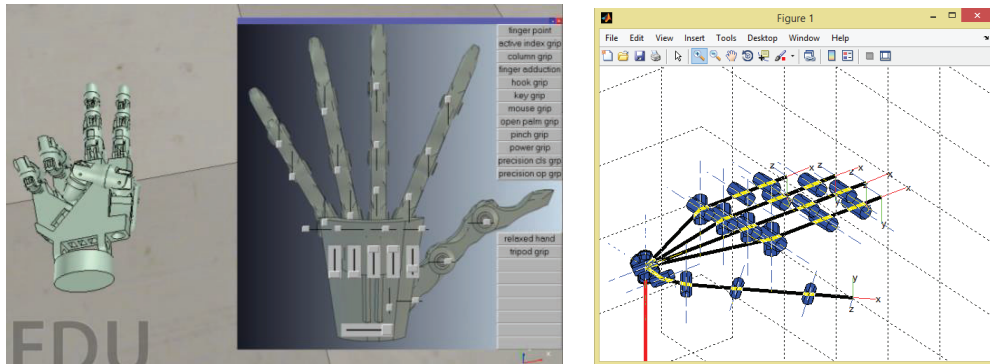 finger point
active index grip
column grip
finger adduction
hook grip
key grip
mouse grip
open palm grip
pinch grip
power grip
precision cls grp
precision op grp
relaxed hand
tripod grip
EDU
Figure 1
File Edit View Insert Tools Desktop Window Help
z x z x
x
x
y
y
x
z